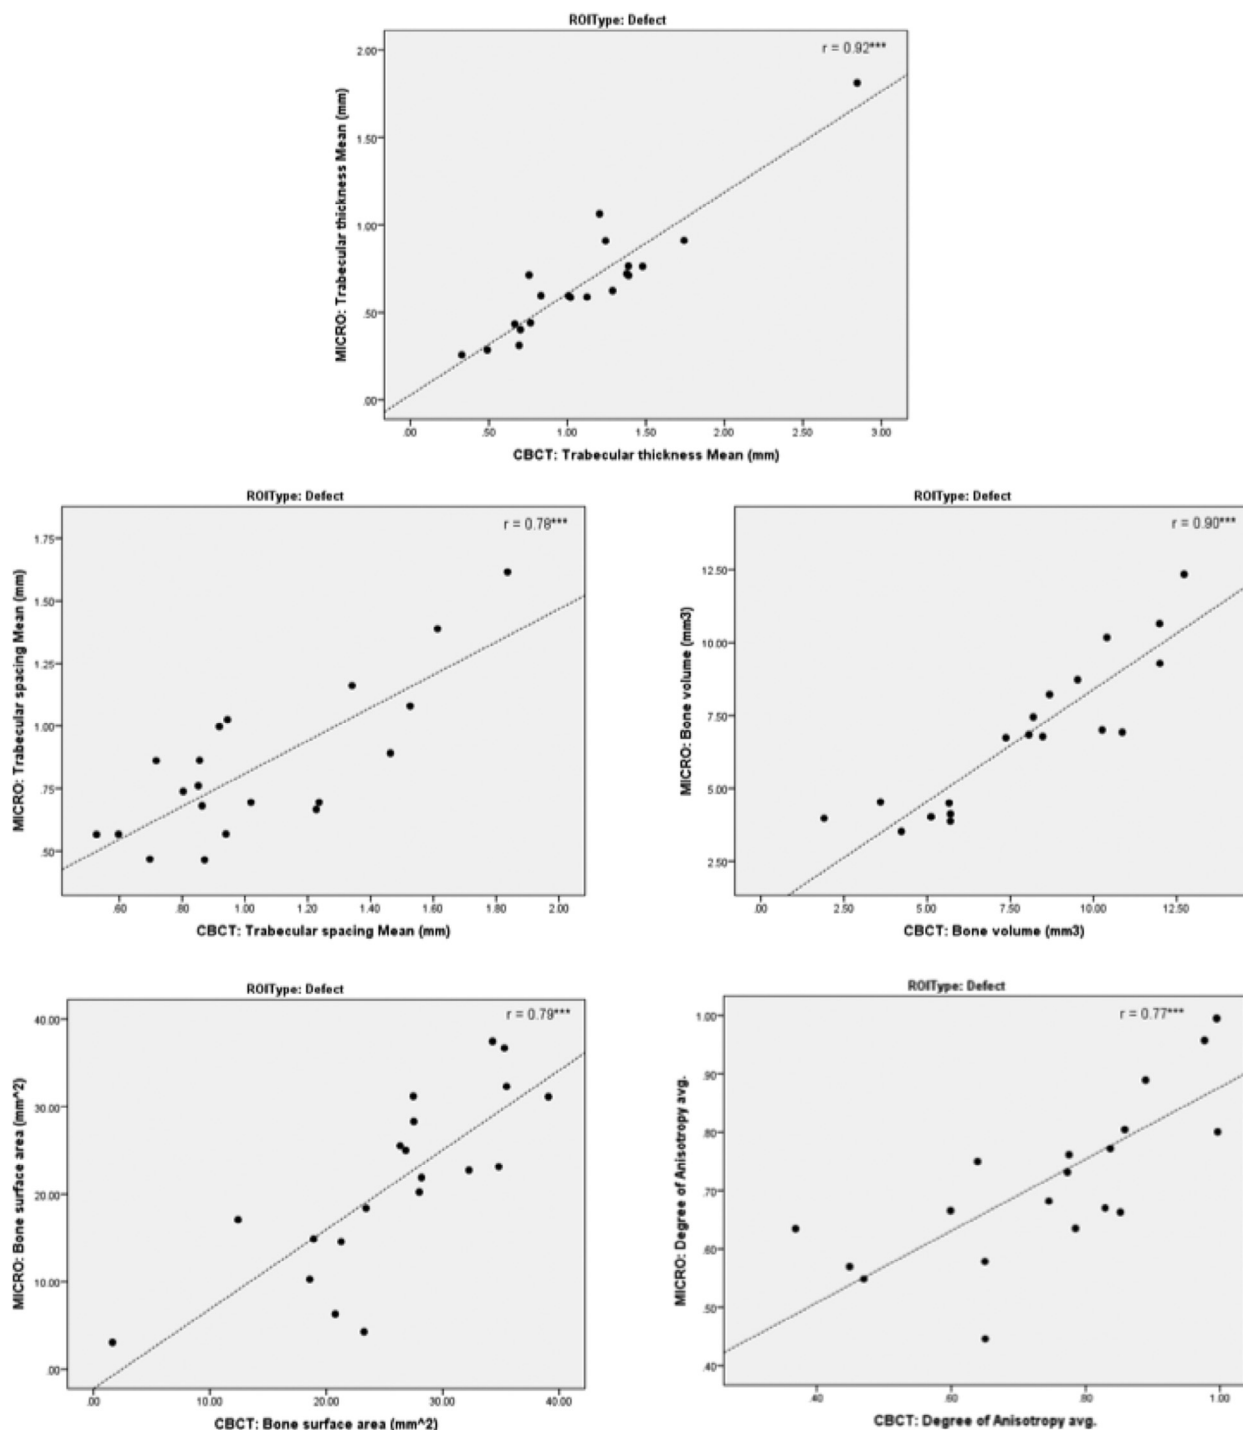 ROIType: Defect
r = 0.92***
MICRO: Trabecular thickness Mean (mm)
2.00
1.50
1.00
.50
.00
.00 .50 1.00 1.50 2.00 2.50 3.00
CBCT: Trabecular thickness Mean (mm)
ROIType: Defect
r = 0.78***
MICRO: Trabecular spacing Mean (mm)
1.75
1.50
1.25
1.00
0.75
.50
.60 .80 1.00 1.20 1.40 1.60 1.80 2.00
CBCT: Trabecular spacing Mean (mm)
ROIType: Defect
r = 0.90***
MICRO: Bone volume (mm3)
12.50
10.00
7.50
5.00
2.50
.00 2.50 5.00 7.50 10.00 12.50
CBCT: Bone volume (mm3)
ROIType: Defect
r = 0.79***
MICRO: Bone surface area (mm^2)
40.00
30.00
20.00
10.00
.00
.00 10.00 20.00 30.00 40.00
CBCT: Bone surface area (mm^2)
ROIType: Defect
r = 0.77***
MICRO: Degree of Anisotropy avg.
1.00
.90
.80
.70
.60
.50
.40
.40 .60 .80 1.00
CBCT: Degree of Anisotropy avg.